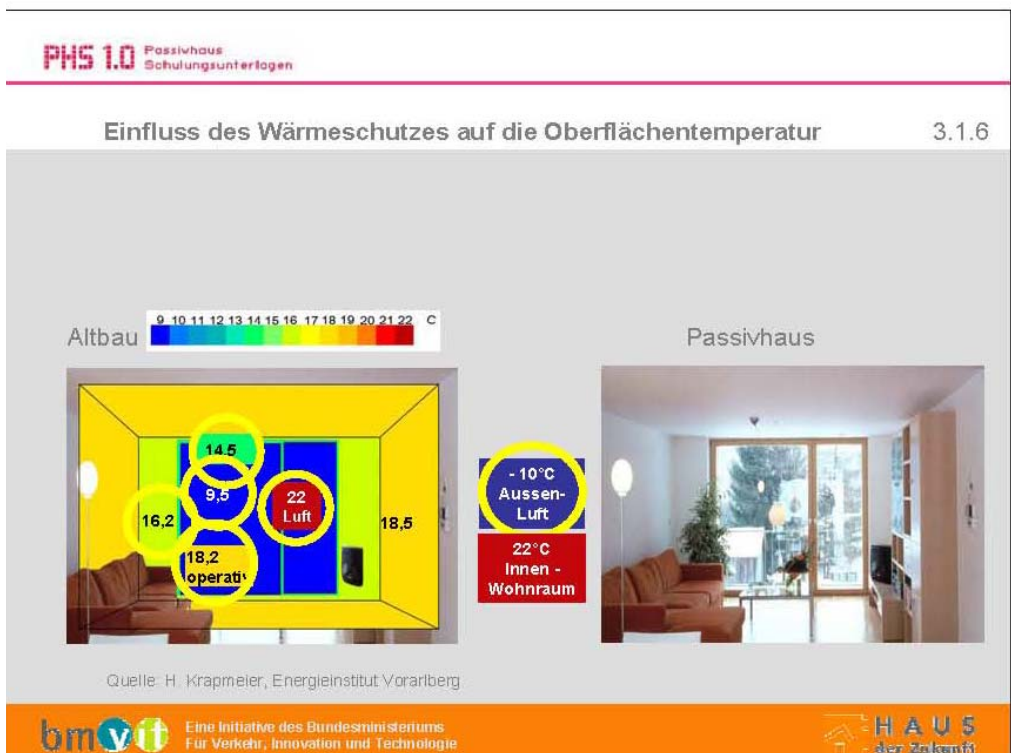 PHS 1.0 Passivhaus
Schulungsunterlagen
Einfluss des Wärmeschutzes auf die Oberflächentemperatur 3.1.6
Altbau
9 10 11 12 13 14 15 16 17 18 19 20 21 22 C
Passivhaus
14,5
9,5
22
Luft
16,2
18,5
18,2
operativ
- 10°C
Aussen-
Luft
22°C
Innen -
Wohnraum
Quelle: H. Krapmeier, Energieinstitut Vorarlberg
bmvit
Eine Initiative des Bundesministeriums
Für Verkehr, Innovation und Technologie
HAUS
der Zukunft